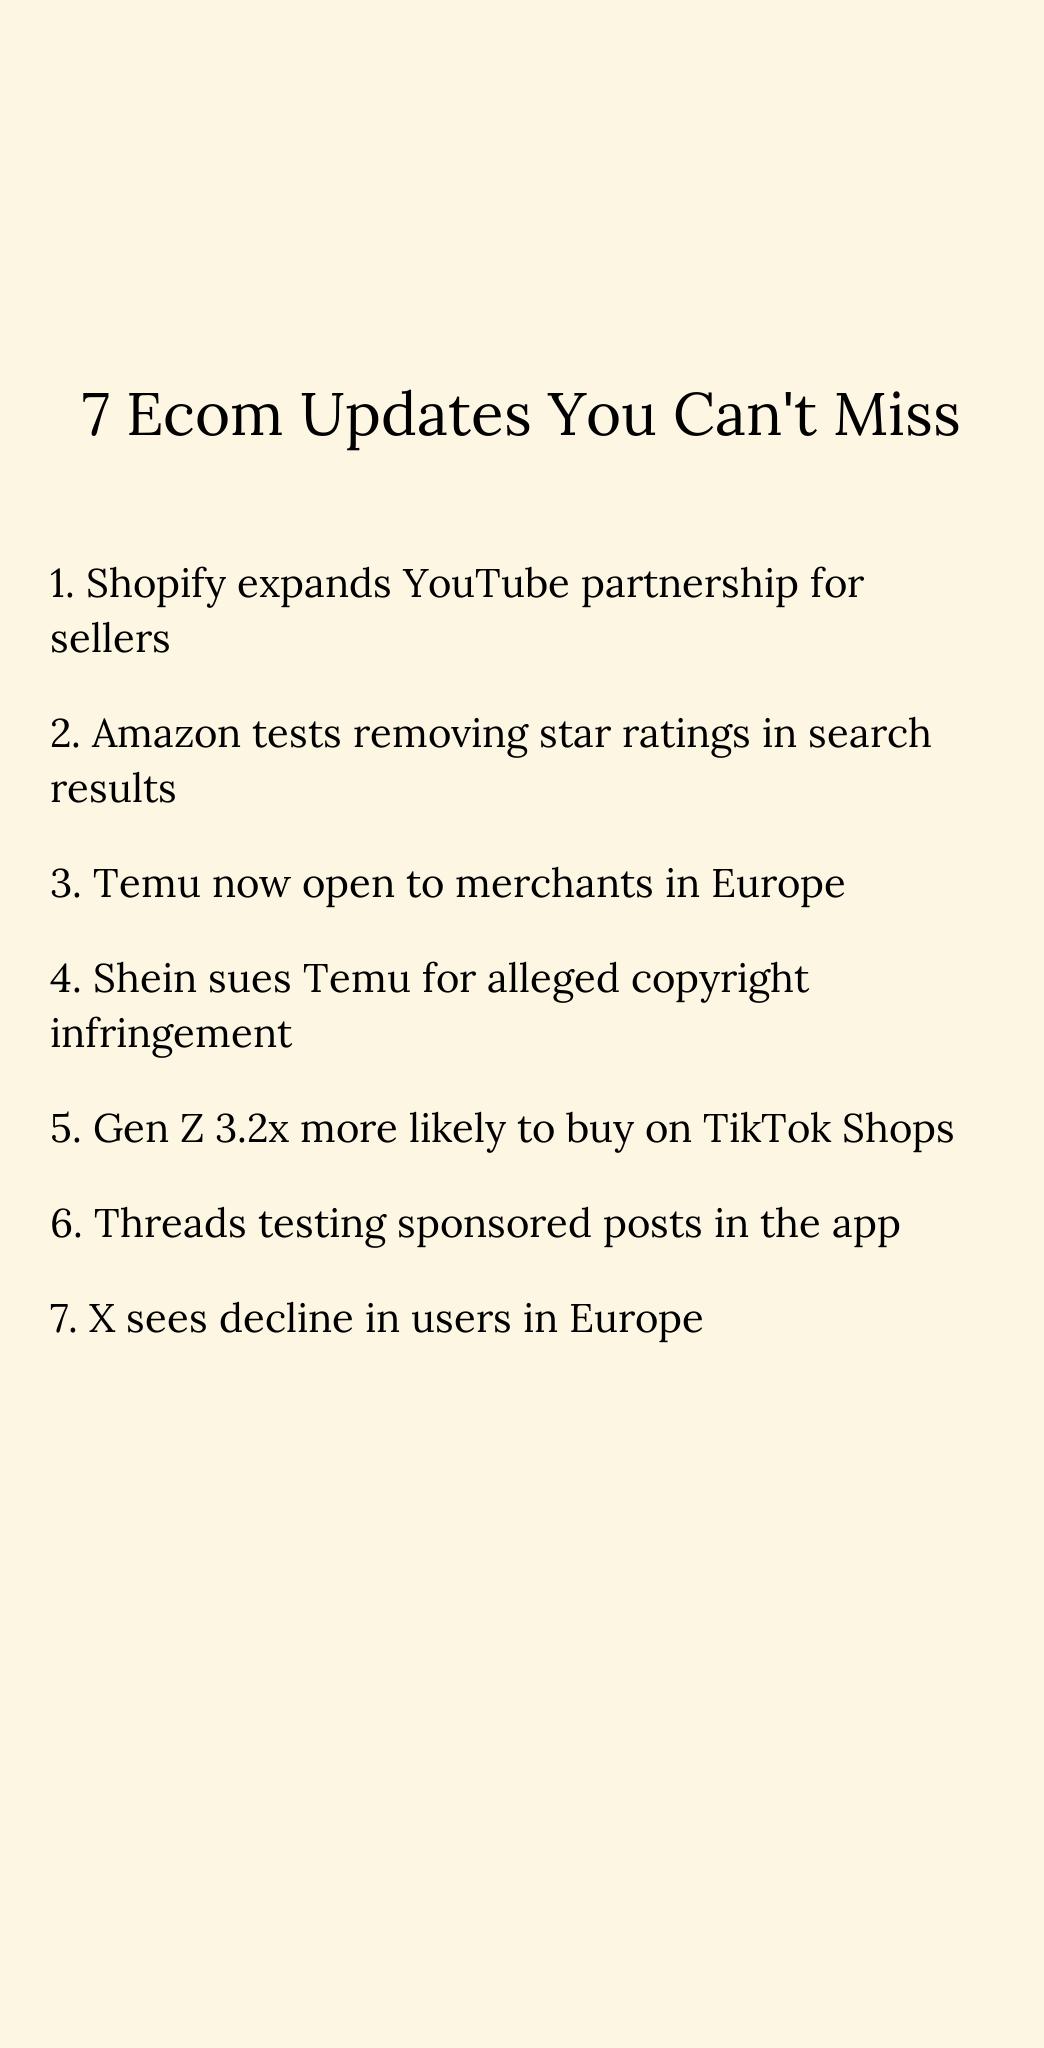 7 Ecom Updates You Can't Miss
1. Shopify expands YouTube partnership for
sellers
2. Amazon tests removing star ratings in search
results
3. Temu now open to merchants in Europe
4. Shein sues Temu for alleged copyright
infringement
5. Gen Z 3.2x more likely to buy on TikTok Shops
6. Threads testing sponsored posts in the app
7. X sees decline in users in Europe